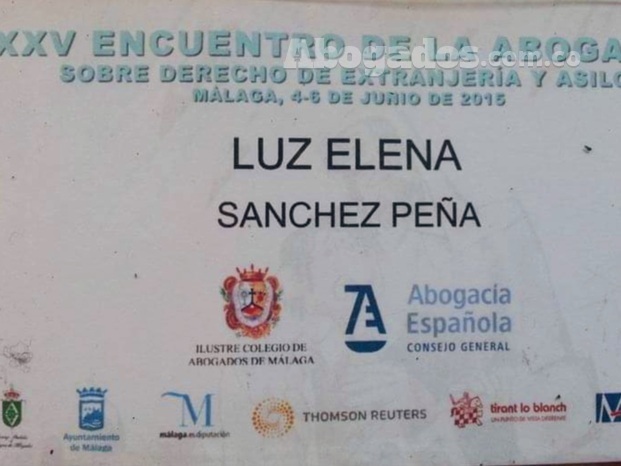 XXV ENCUENTRO DE LA ABOGA
Abogados.com.co
SOBRE DERECHO DE EXTRANJERÍA Y ASILO
MÁLAGA, 4-6 DE JUNIO DE 2015
LUZ ELENA
SANCHEZ PEÑA
ILUSTRE COLEGIO DE
ABOGADOS DE MÁLAGA
Abogacía
Española
CONSEJO GENERAL
Ayuntamiento
de Málaga
M
málaga.es diputación
THOMSON REUTERS
tirant lo blanch
M